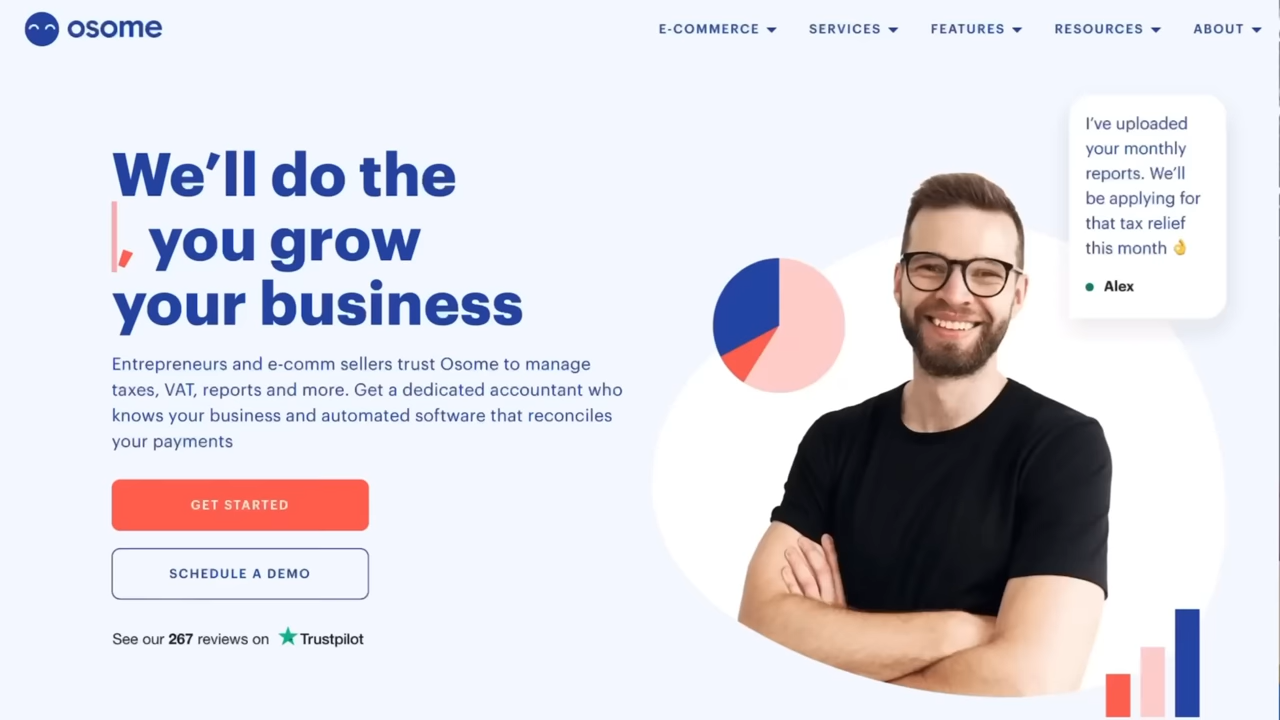 osome
E-COMMERCE
SERVICES
FEATURES
RESOURCES
ABOUT
We’ll do the
, you grow
your business
Entrepreneurs and e-comm sellers trust Osome to manage
taxes, VAT, reports and more. Get a dedicated accountant who
knows your business and automated software that reconciles
your payments
GET STARTED
SCHEDULE A DEMO
See our 267 reviews on Trustpilot
I’ve uploaded
your monthly
reports. We’ll
be applying for
that tax relief
this month 👌
Alex